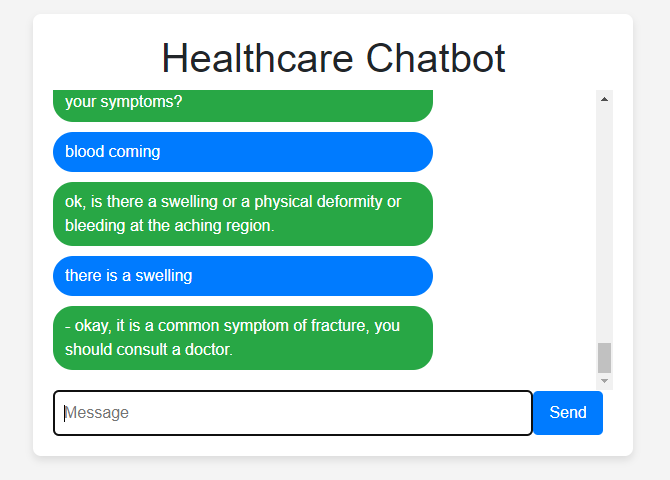 Healthcare Chatbot
your symptoms?
blood coming
ok, is there a swelling or a physical deformity or
bleeding at the aching region.
there is a swelling
- okay, it is a common symptom of fracture, you
should consult a doctor.
Message
Send